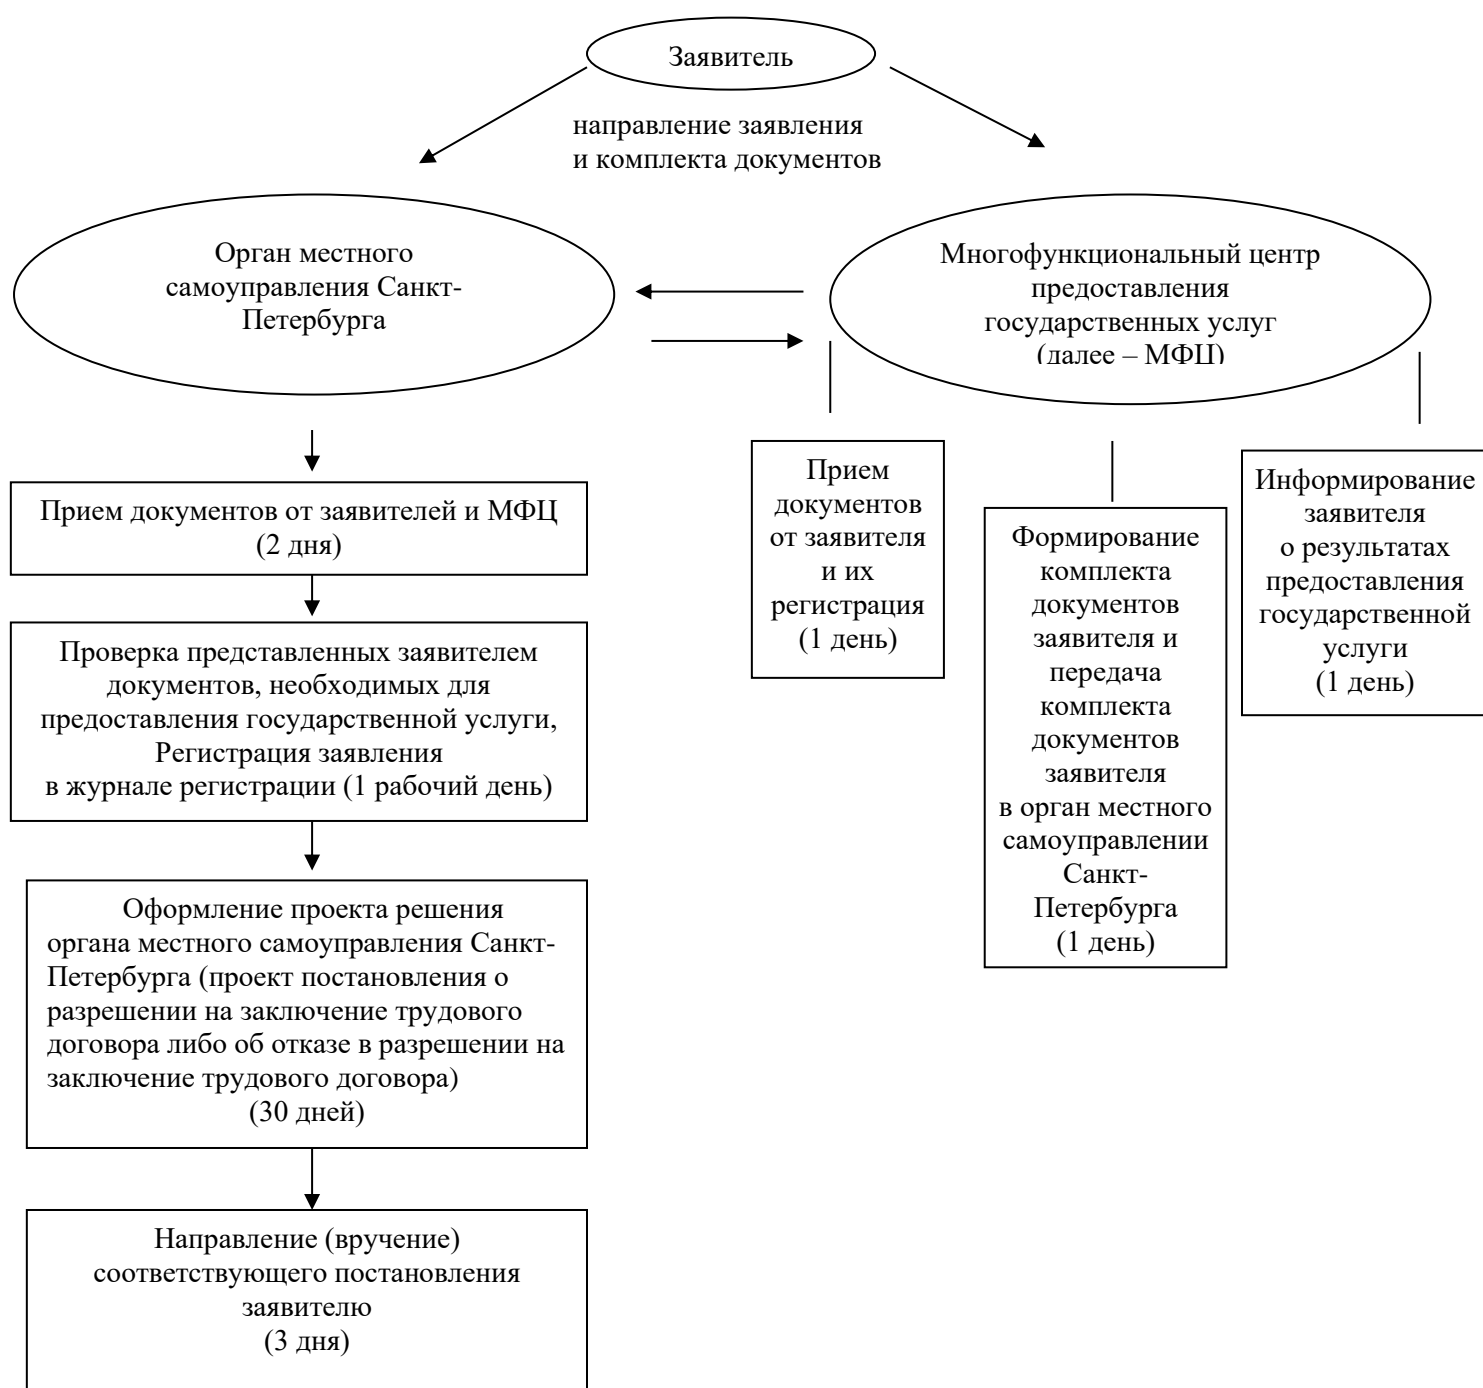 Заявитель
направление заявления
и комплекта документов
Орган местного
самоуправления Санкт-
Петербурга
Многофункциональный центр
предоставления
государственных услуг
(далее – МФЦ)
Прием документов от заявителей и МФЦ
(2 дня)
Проверка представленных заявителем
документов, необходимых для
предоставления государственной услуги,
Регистрация заявления
в журнале регистрации (1 рабочий день)
Оформление проекта решения
органа местного самоуправления Санкт-
Петербурга (проект постановления о
разрешении на заключение трудового
договора либо об отказе в разрешении на
заключение трудового договора)
(30 дней)
Направление (вручение)
соответствующего постановления
заявителю
(3 дня)
Прием
документов
от заявителя
и их
регистрация
(1 день)
Формирование
комплекта
документов
заявителя и
передача
комплекта
документов
заявителя
в орган местного
самоуправлении
Санкт-
Петербурга
(1 день)
Информирование
заявителя
о результатах
предоставления
государственной
услуги
(1 день)